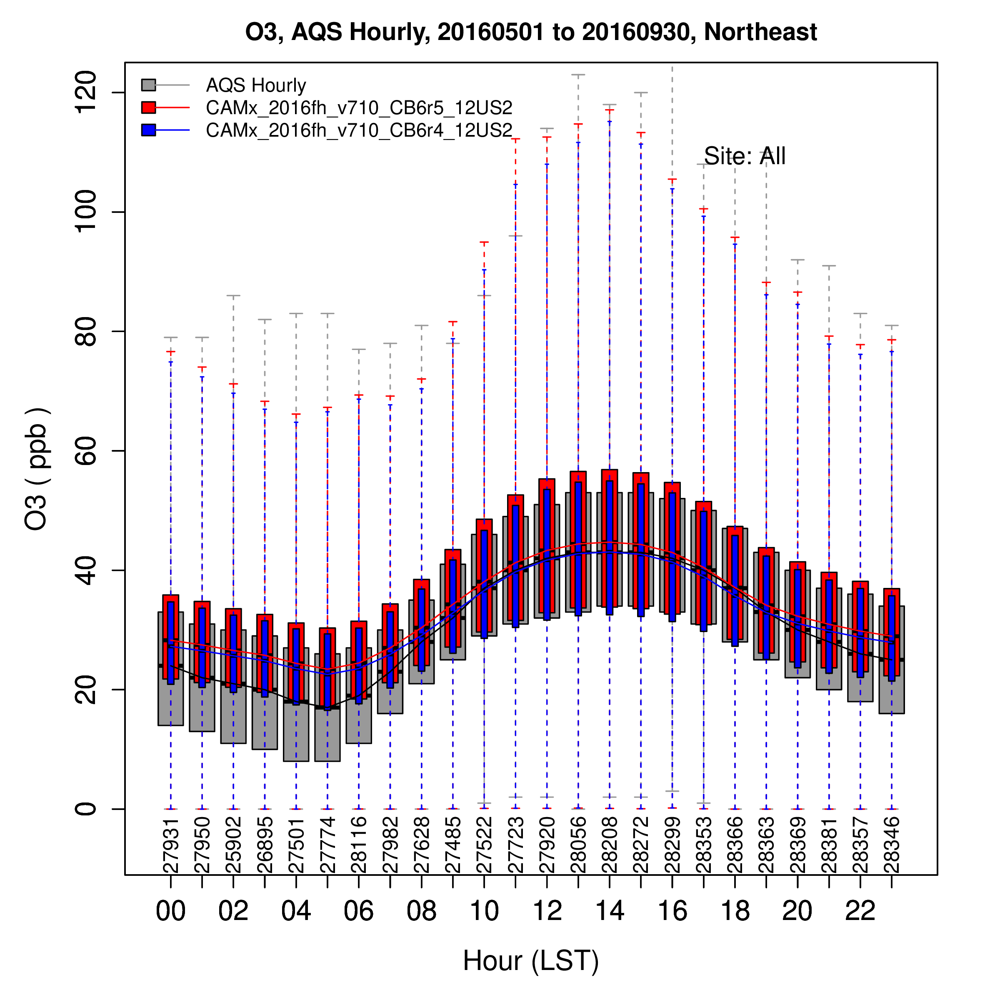 O3, AQS Hourly, 20160501 to 20160930, Northeast
AQS Hourly
CAMx_2016fh_v710_CB6r5_12US2
CAMx_2016fh_v710_CB6r4_12US2
Site: All
O3 ( ppb )
120
100
80
60
40
20
0
27931 27950 25902 26895 27501 27774 28116 27982 27628 27485 27522 27723 27920 28056 28208 28272 28299 28353 28366 28363 28369 28381 28357 28346
00 02 04 06 08 10 12 14 16 18 20 22
Hour (LST)